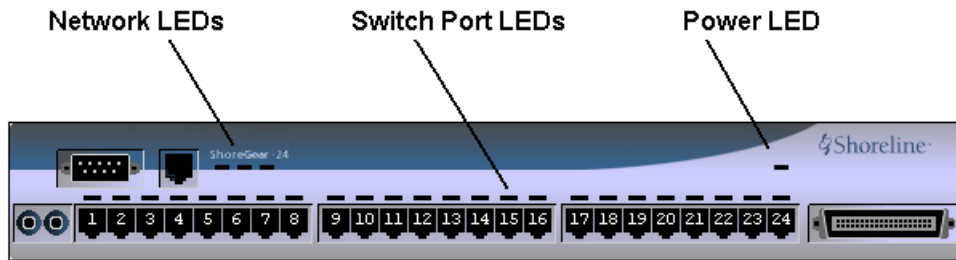 Network LEDs Switch Port LEDs Power LED
ShoreGear-24
Shoreline
1 2 3 4 5 6 7 8 9 10 11 12 13 14 15 16 17 18 19 20 21 22 23 24